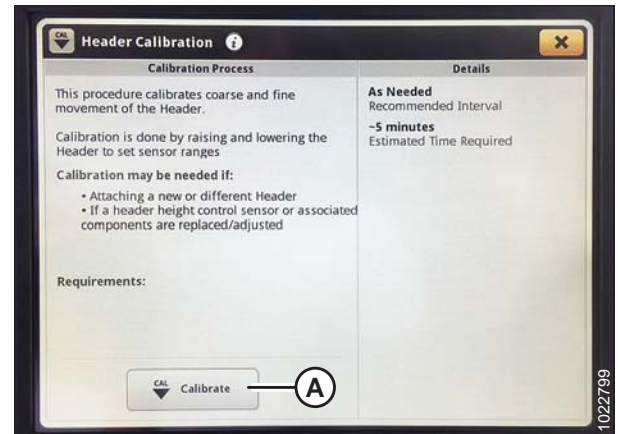 CAL
Header Calibration i
Calibration Process
This procedure calibrates coarse and fine
movement of the Header.
Calibration is done by raising and lowering the
Header to set sensor ranges
Calibration may be needed if:
• Attaching a new or different Header
• If a header height control sensor or associated
components are replaced/adjusted
Requirements:
CAL Calibrate
A
Details
As Needed
Recommended Interval
~5 minutes
Estimated Time Required
1022799